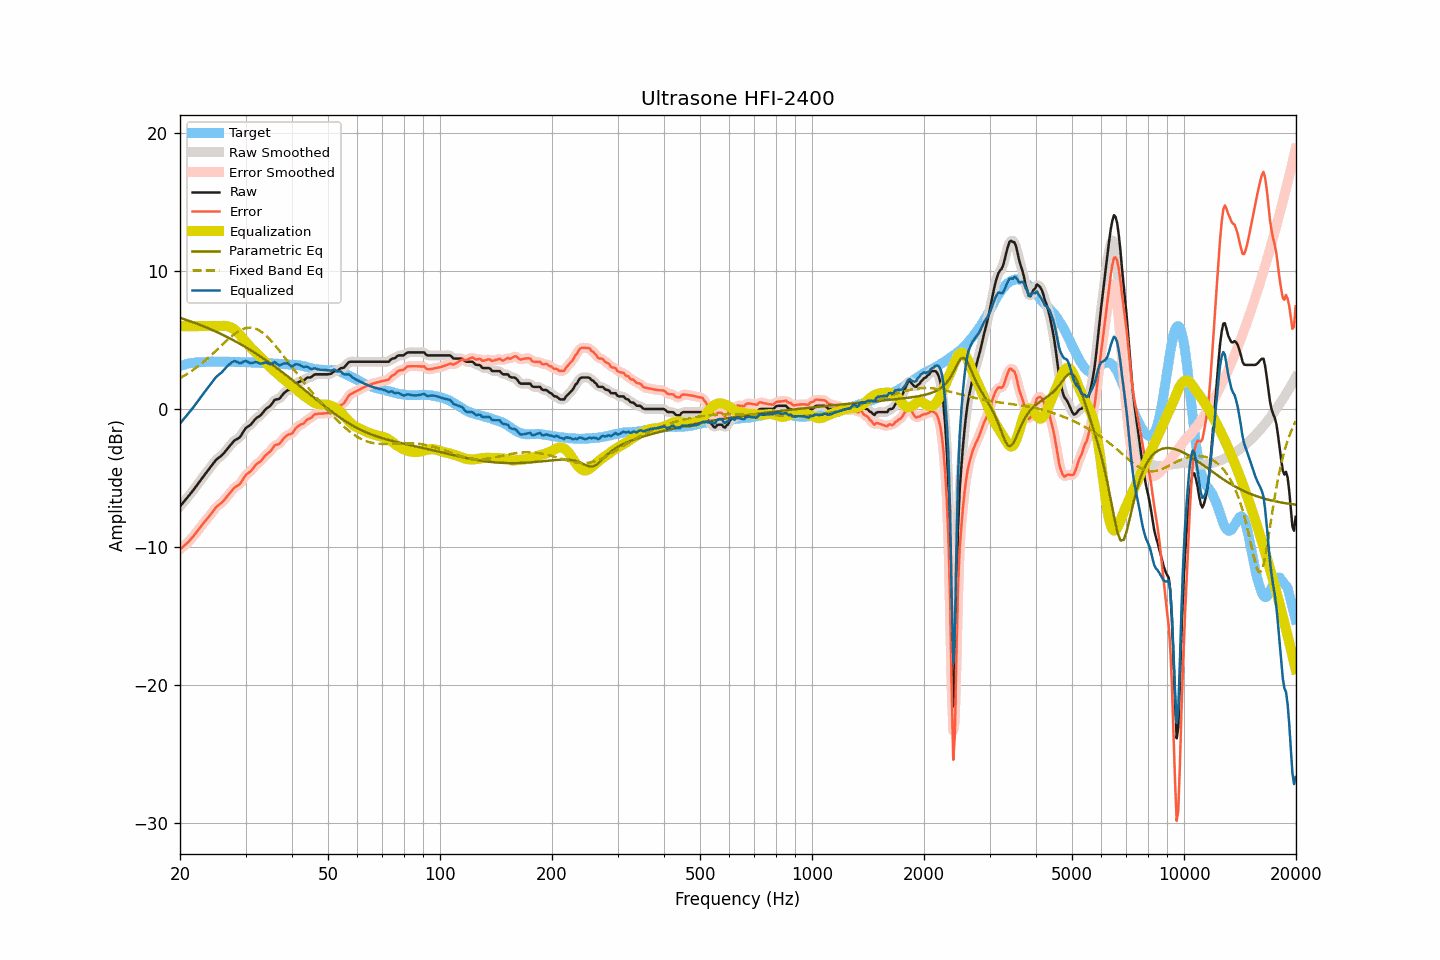 Ultrasone HFI-2400
Target
Raw Smoothed
Error Smoothed
Raw
Error
Equalization
Parametric Eq
Fixed Band Eq
Equalized
20
10
0
−10
−20
−30
Amplitude (dBr)
20 50 100 200 500 1000 2000 5000 10000 20000
Frequency (Hz)